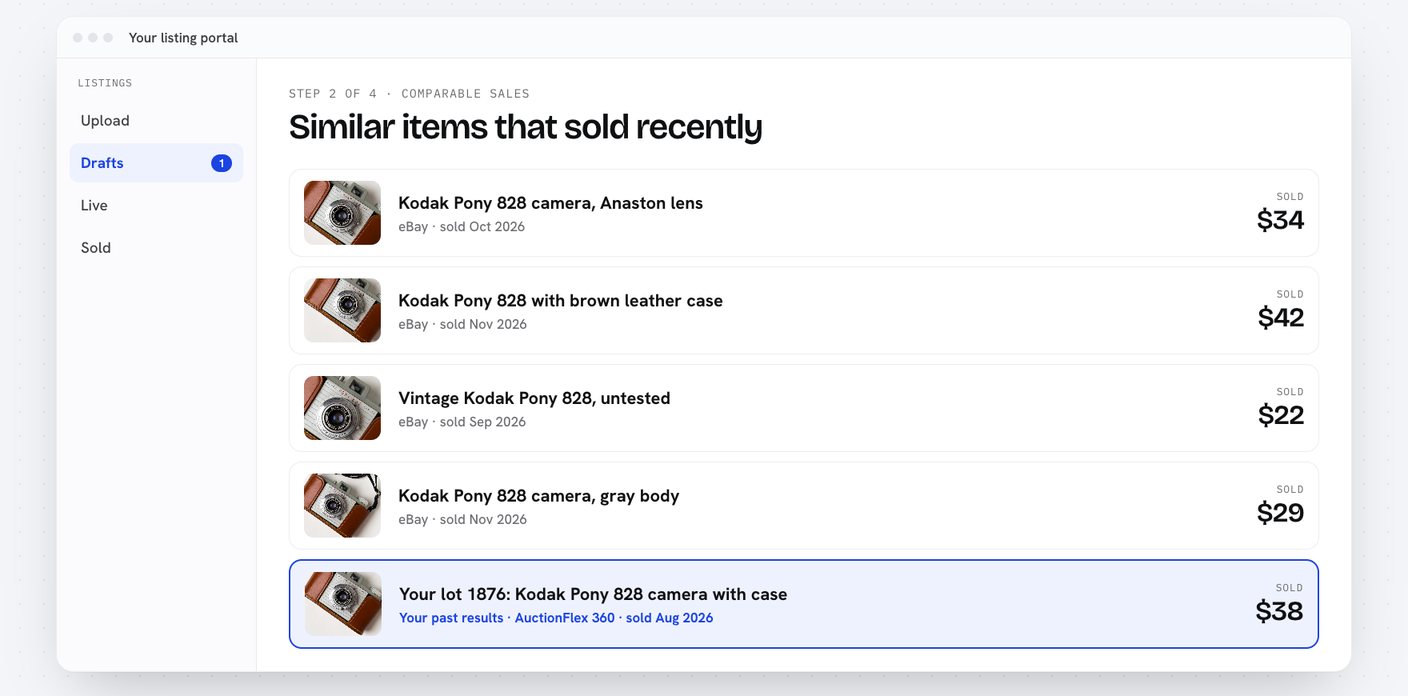 Your listing portal
LISTINGS
Upload
Drafts 1
Live
Sold
STEP 2 OF 4 · COMPARABLE SALES
Similar items that sold recently
Kodak Pony 828 camera, Anaston lens
eBay · sold Oct 2026
SOLD
$34
Kodak Pony 828 with brown leather case
eBay · sold Nov 2026
SOLD
$42
Vintage Kodak Pony 828, untested
eBay · sold Sep 2026
SOLD
$22
Kodak Pony 828 camera, gray body
eBay · sold Nov 2026
SOLD
$29
Your lot 1876: Kodak Pony 828 camera with case
Your past results · AuctionFlex 360 · sold Aug 2026
SOLD
$38